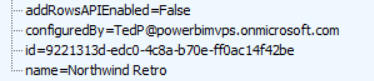 addRowsAPIEnabled=False
configuredBy=TedP@powerbimvps.onmicrosoft.com
id=9221313d-edc0-4c8a-b70e-ff0ac14f42be
name=Northwind Retro